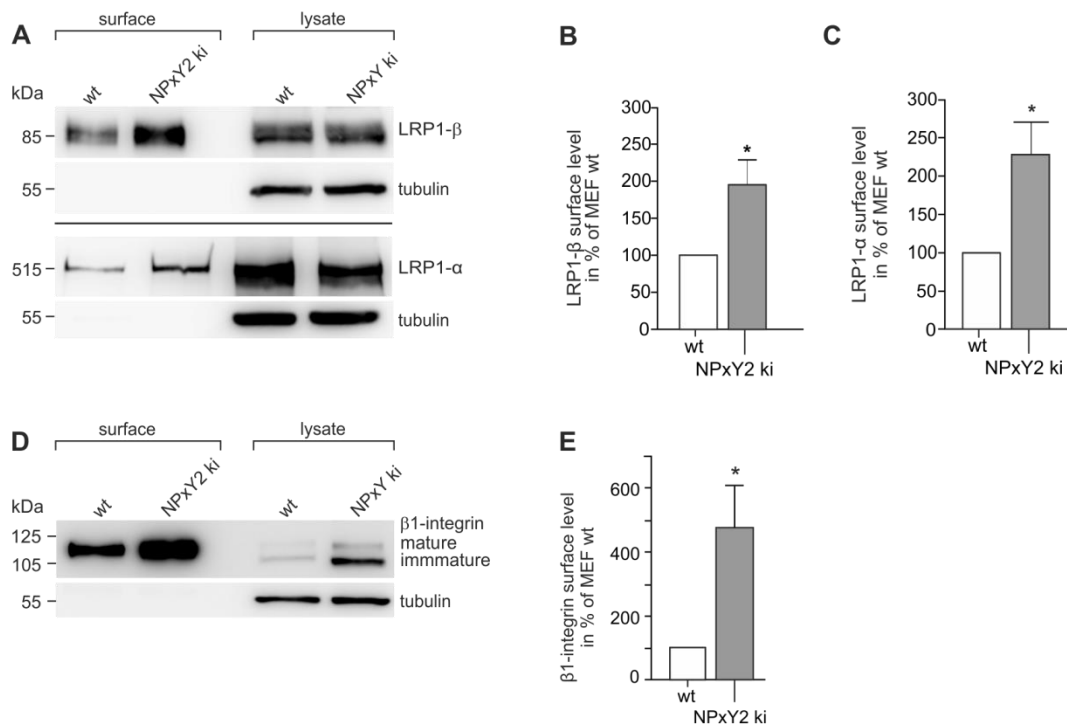 A
surface
lysate
kDa
wt
NPxY2 ki
wt
NPxY ki
85
LRP1-β
55
tubulin
515
LRP1-α
55
tubulin
B
LRP1-β surface level
in % of MEF wt
300
250
200
150
100
50
0
*
wt
NPxY2 ki
C
LRP1-α surface level
in % of MEF wt
300
250
200
150
100
50
0
*
wt
NPxY2 ki
D
surface
lysate
kDa
wt
NPxY2 ki
wt
NPxY ki
β1-integrin
125
mature
105
immmature
55
tubulin
E
β1-integrin surface level
in % of MEF wt
600
400
200
100
0
*
wt
NPxY2 ki